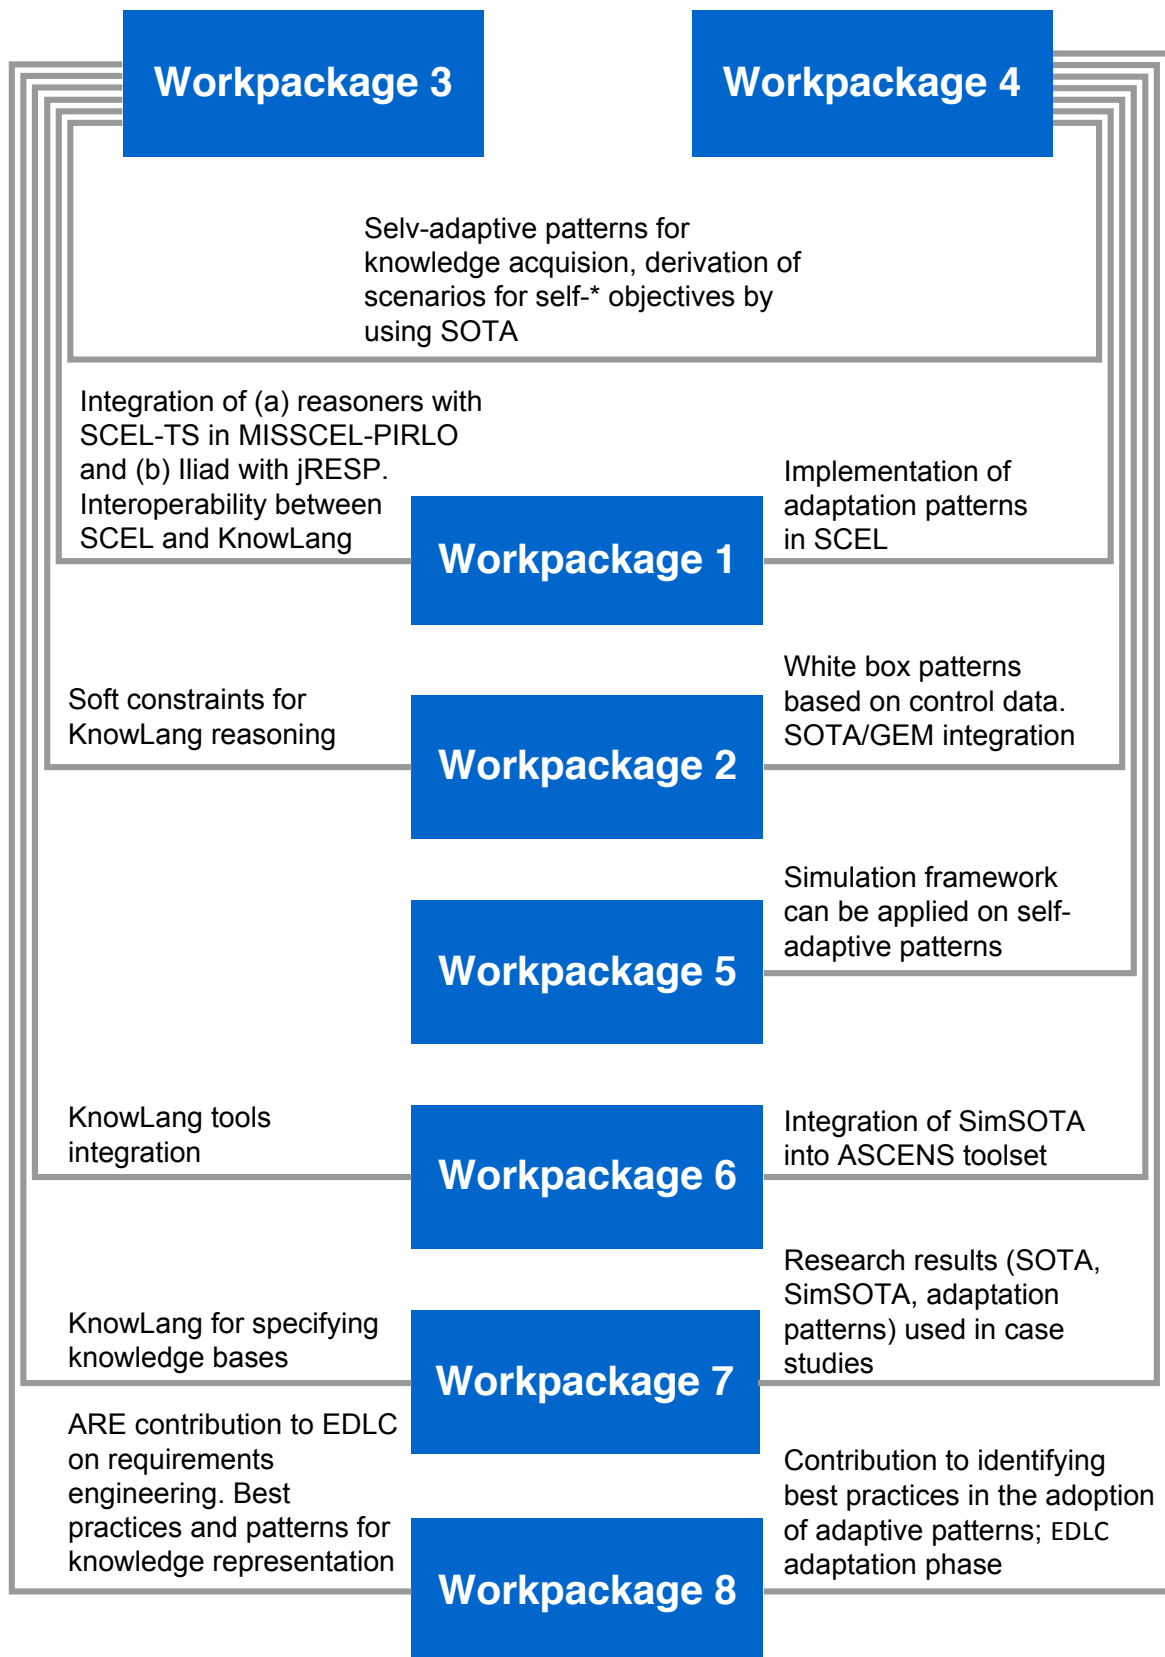 Workpackage 3
Workpackage 4
Selv-adaptive patterns for
knowledge acquision, derivation of
scenarios for self-* objectives by
using SOTA
Integration of (a) reasoners with
SCEL-TS in MISSCEL-PIRLO
and (b) Iliad with jRESP.
Interoperability between
SCEL and KnowLang
Workpackage 1
Implementation of
adaptation patterns
in SCEL
Soft constraints for
KnowLang reasoning
Workpackage 2
White box patterns
based on control data.
SOTA/GEM integration
Workpackage 5
Simulation framework
can be applied on self-
adaptive patterns
KnowLang tools
integration
Workpackage 6
Integration of SimSOTA
into ASCENS toolset
KnowLang for specifying
knowledge bases
Workpackage 7
Research results (SOTA,
SimSOTA, adaptation
patterns) used in case
studies
ARE contribution to EDLC
on requirements
engineering. Best
practices and patterns for
knowledge representation
Workpackage 8
Contribution to identifying
best practices in the adoption
of adaptive patterns; EDLC
adaptation phase